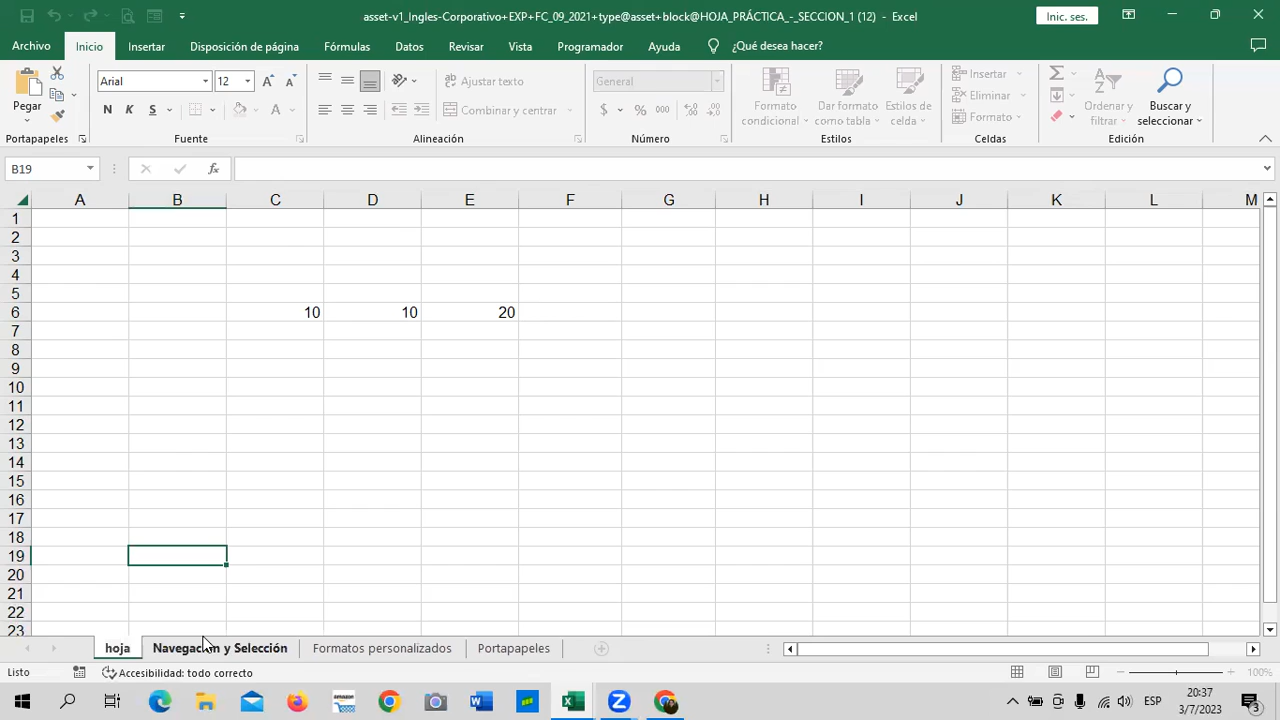 asset-v1_Ingles-Corporativo+EXP+FC_09_2021+type@asset+block@HOJA_PRÁCTICA_-_SECCION_1 (12) - Excel
Inic. ses.
Archivo Inicio Insertar Disposición de página Fórmulas Datos Revisar Vista Programador Ayuda ¿Qué desea hacer?
Pegar
Portapapeles
Arial 12
N K S
Fuente
Ajustar texto
Combinar y centrar
Alineación
General
$ % 000
Número
Formato condicional
Dar formato como tabla
Estilos de celda
Estilos
Insertar
Eliminar
Formato
Celdas
Ordenar y filtrar
Buscar y seleccionar
Edición
B19 fx
A B C D E F G H I J K L M
1
2
3
4
5
6 10 10 20
7
8
9
10
11
12
13
14
15
16
17
18
19
20
21
22
23
hoja Navegación y Selección Formatos personalizados Portapapeles
Listo Accesibilidad: todo correcto 100%
ESP 20:37
3/7/2023 3